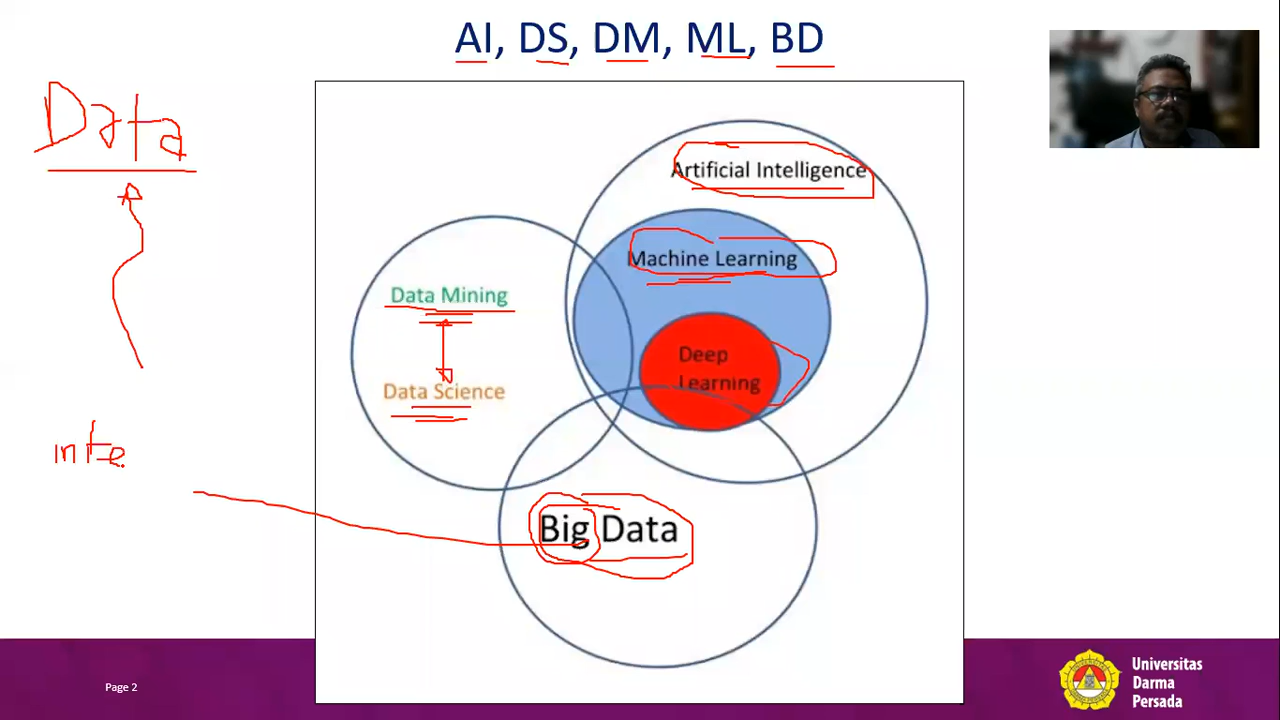 AI, DS, DM, ML, BD
Data
Artificial Intelligence
Machine Learning
Data Mining
Deep
Learning
Data Science
inte
Big Data
Page 2
Universitas
Darma
Persada